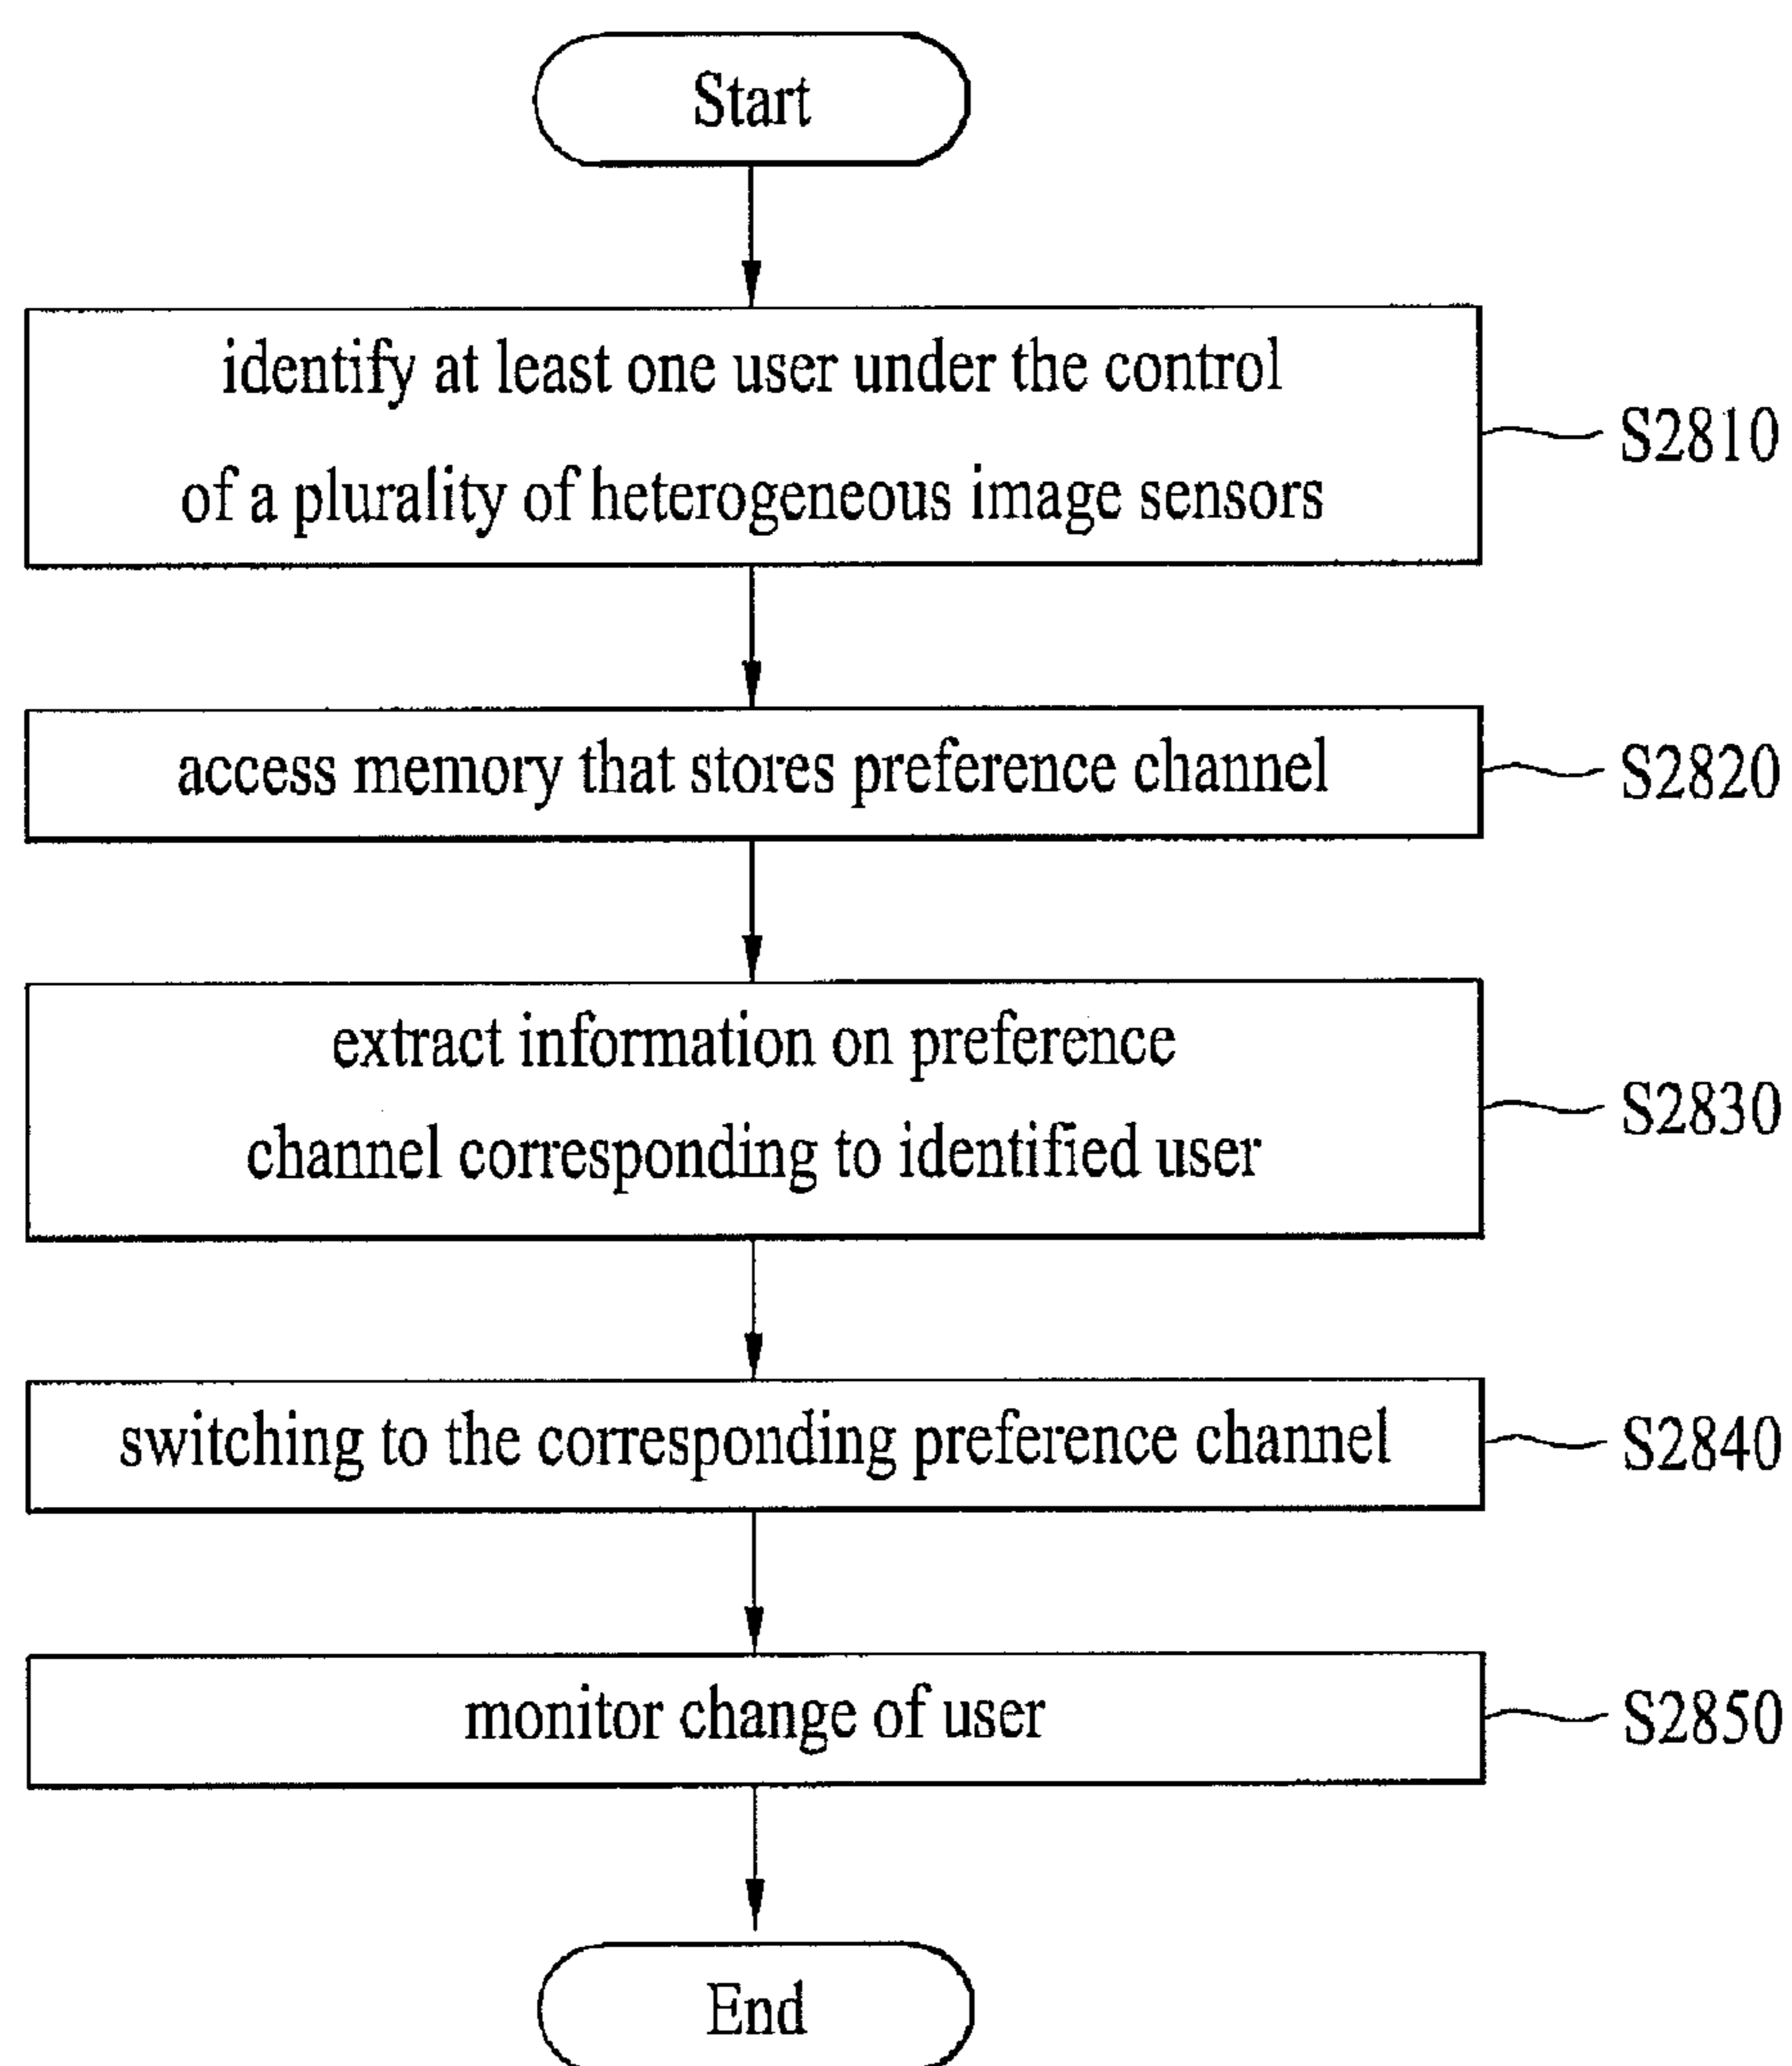 Start
identify at least one user under the control
of a plurality of heterogeneous image sensors
S2810
access memory that stores preference channel
S2820
extract information on preference
channel corresponding to identified user
S2830
switching to the corresponding preference channel
S2840
monitor change of user
S2850
End